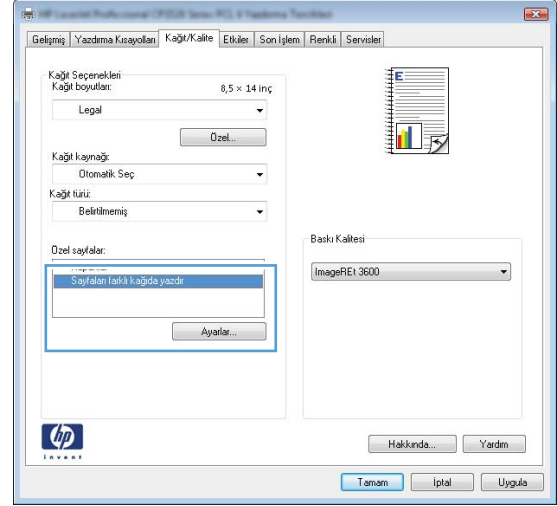 Gelişmiş Yazdırma Kısayolları Kağıt/Kalite Etkiler Son İşlem Renkli Servisler
Kağıt Seçenekleri
Kağıt boyutları: 8,5 × 14 inç
Legal
Özel...
Kağıt kaynağı:
Otomatik Seç
Kağıt türü:
Belirtilmemiş
Özel sayfalar:
Sayfaları farklı kağıda yazdır
Ayarlar...
E
Baskı Kalitesi
ImageREt 3600
hp
invent
Hakkında... Yardım
Tamam İptal Uygula